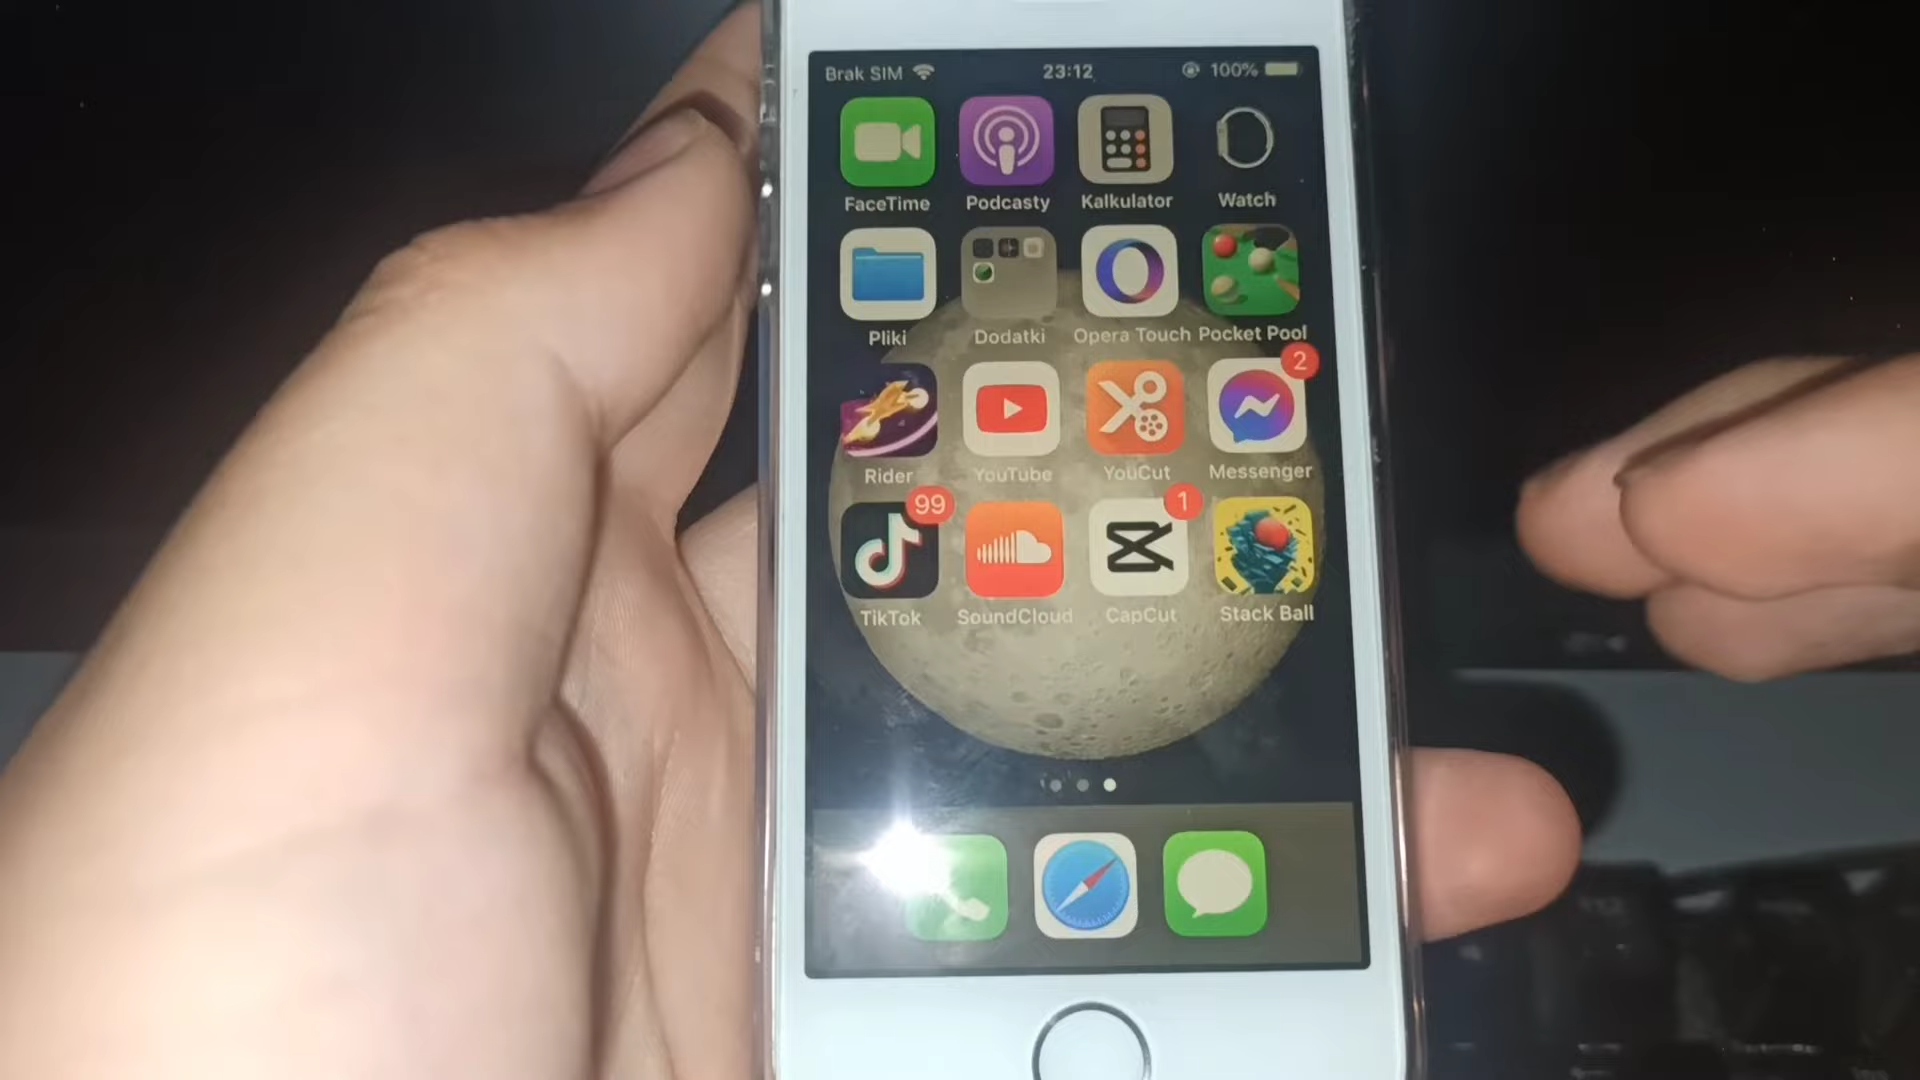 Brak SIM 23:12 100%
FaceTime Podcasty Kalkulator Watch
Pliki Dodatki Opera Touch Pocket Pool
2
Rider YouTube YouCut Messenger
99 1
TikTok SoundCloud CapCut Stack Ball